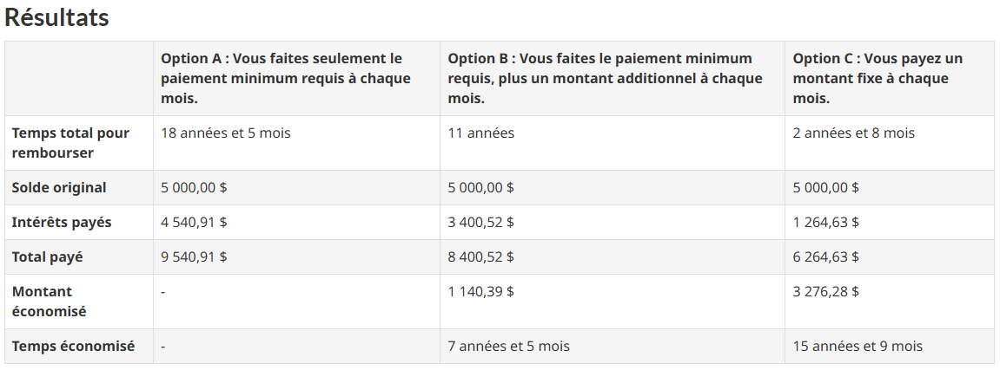 Résultats
Option A : Vous faites seulement le
paiement minimum requis à chaque
mois.
Option B : Vous faites le paiement minimum
requis, plus un montant additionnel à chaque
mois.
Option C : Vous payez un
montant fixe à chaque
mois.
Temps total pour
rembourser
18 années et 5 mois
11 années
2 années et 8 mois
Solde original
5 000,00 $
5 000,00 $
5 000,00 $
Intérêts payés
4 540,91 $
3 400,52 $
1 264,63 $
Total payé
9 540,91 $
8 400,52 $
6 264,63 $
Montant
économisé
-
1 140,39 $
3 276,28 $
Temps économisé
-
7 années et 5 mois
15 années et 9 mois